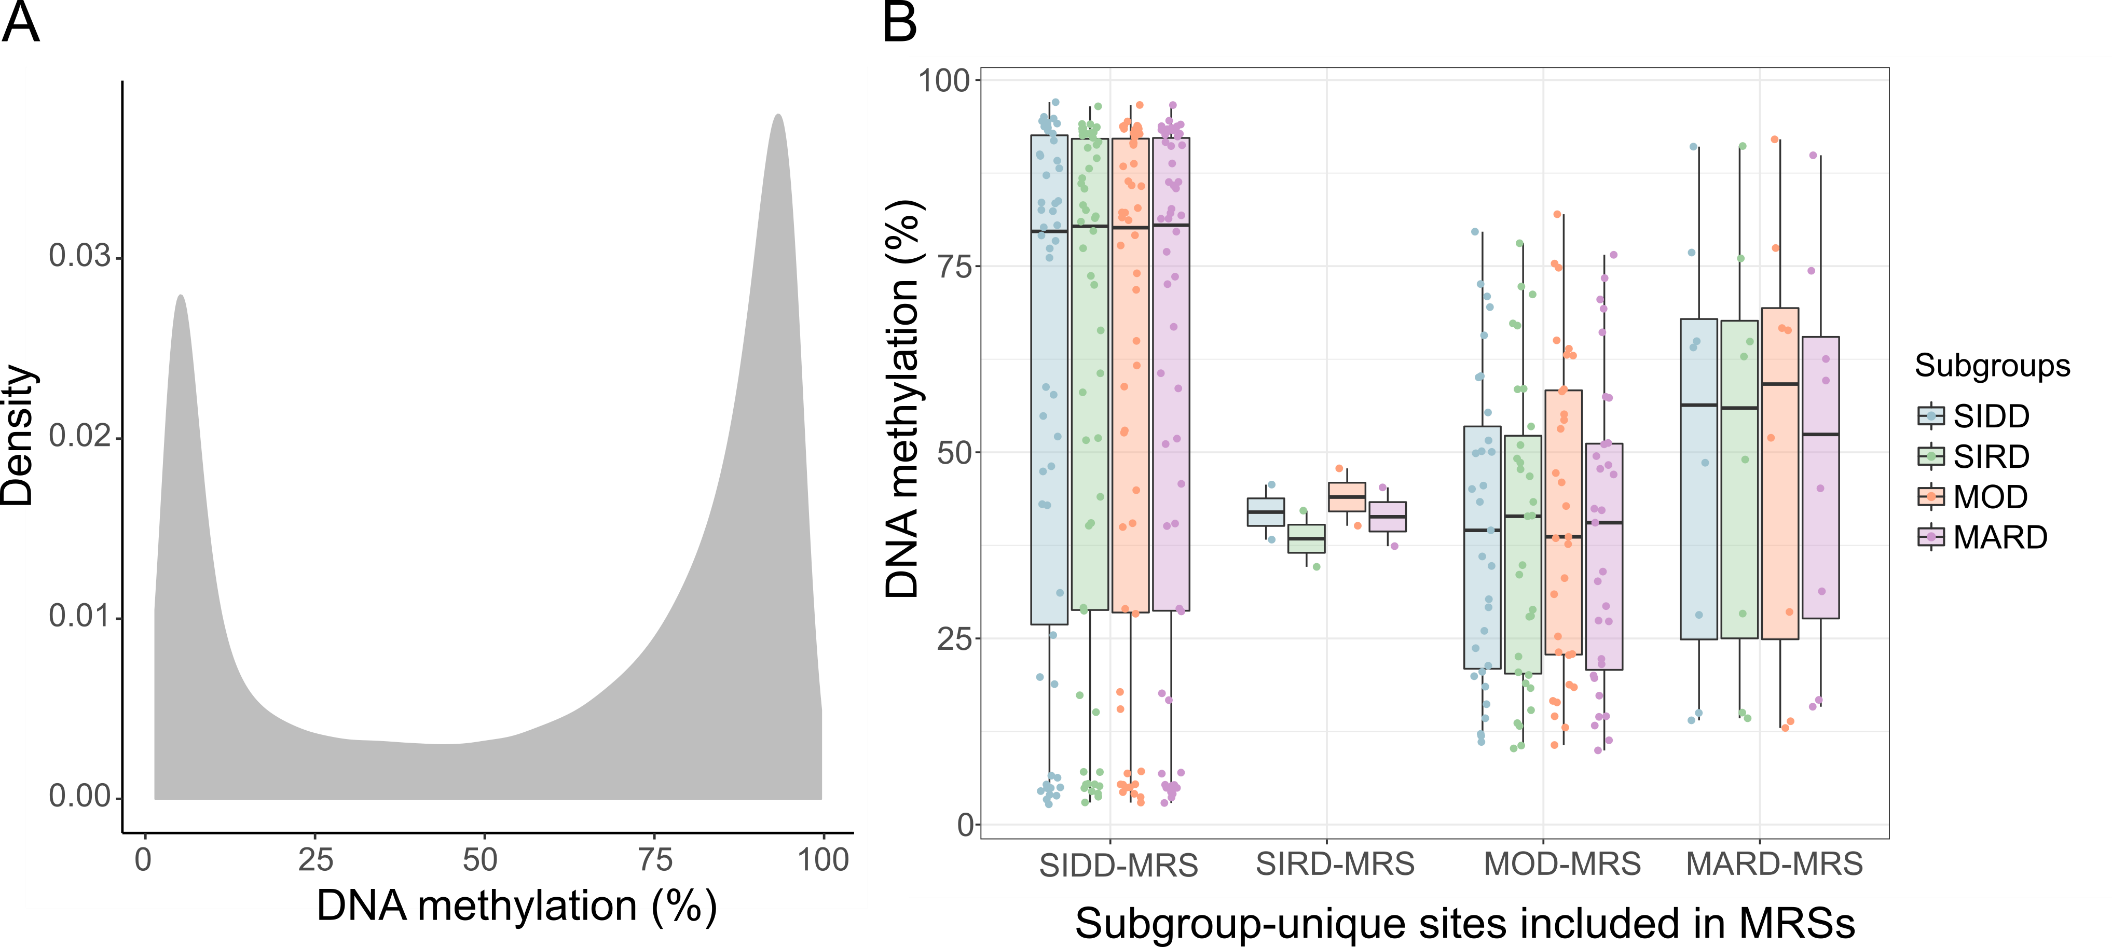 A
Density
0.03
0.02
0.01
0.00
0 25 50 75 100
DNA methylation (%)
B
DNA methylation (%)
100
75
50
25
0
SIDD-MRS SIRD-MRS MOD-MRS MARD-MRS
Subgroup-unique sites included in MRSs
Subgroups
SIDD
SIRD
MOD
MARD